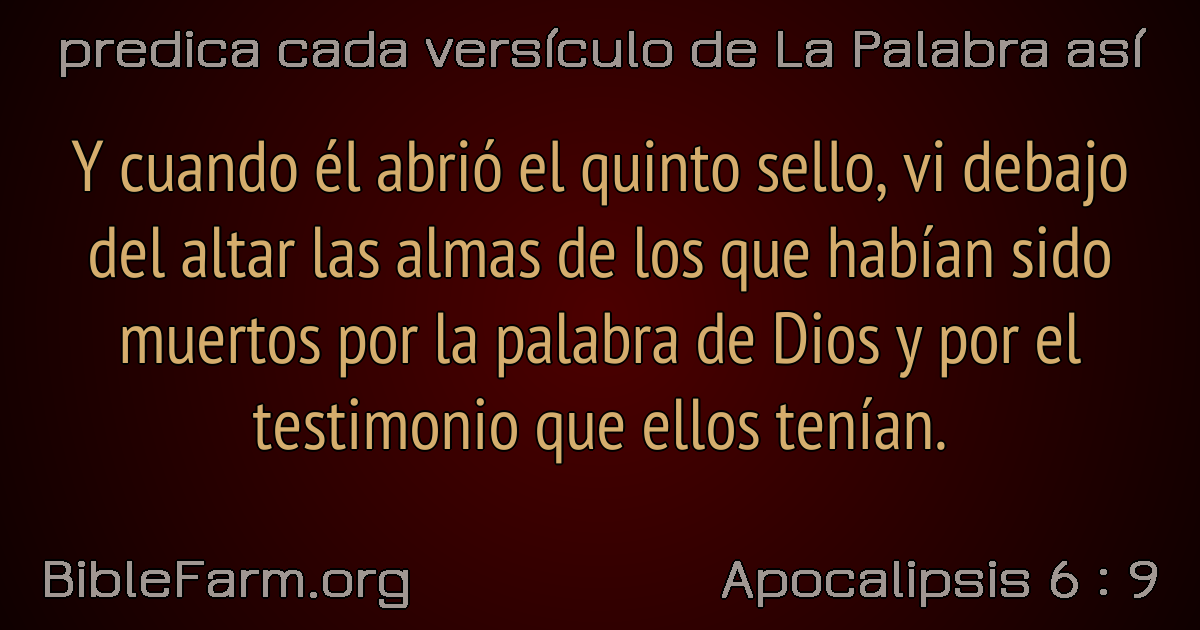 predica cada versículo de La Palabra así
Y cuando él abrió el quinto sello, vi debajo
del altar las almas de los que habían sido
muertos por la palabra de Dios y por el
testimonio que ellos tenían.
BibleFarm.org
Apocalipsis 6 : 9